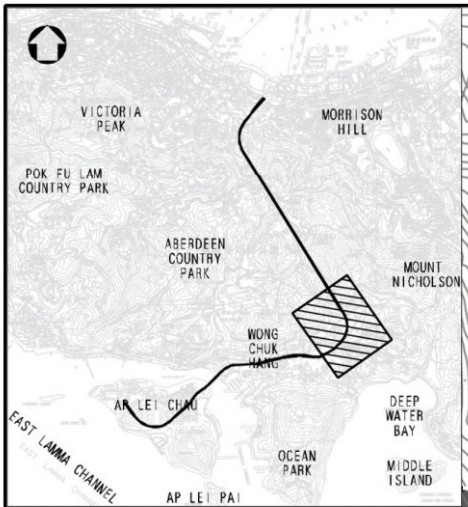 VICTORIA
PEAK
MORRISON
HILL
POK FU LAM
COUNTRY PARK
ABERDEEN
COUNTRY
PARK
MOUNT
NICHOLSON
WONG
CHUK
HANG
AP LEI CHAU
DEEP
WATER
BAY
EAST LAMMA CHANNEL
OCEAN
PARK
MIDDLE
ISLAND
AP LEI PAI